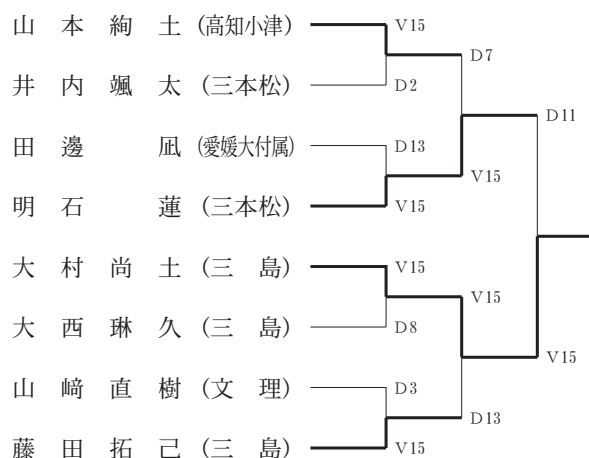 山本絢土(高知小津) V15
D7
井内颯太(三本松) D2
D11
田邊凪(愛媛大付属) D13
V15
明石蓮(三本松) V15
大村尚土(三島) V15
V15
大西琳久(三島) D8
V15
山﨑直樹(文理) D3
D13
藤田拓己(三島) V15